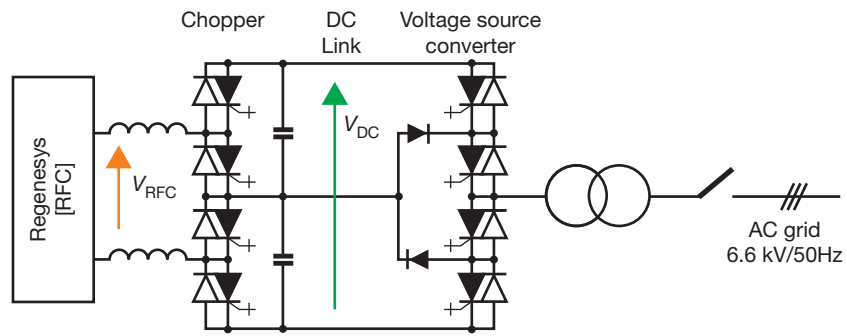 Chopper
DC
Link
Voltage source
converter
Regenesys
[RFC]
V_RFC
V_DC
AC grid
6.6 kV/50Hz